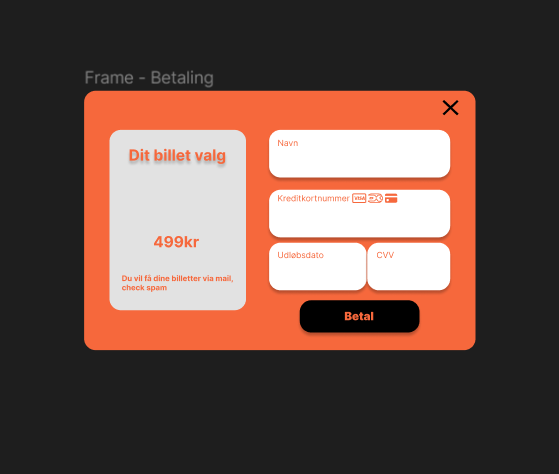 Frame - Betaling
Dit billet valg
499kr
Du vil få dine billetter via mail,
check spam
Navn
Kreditkortnummer VISA
Udløbsdato
CVV
Betal